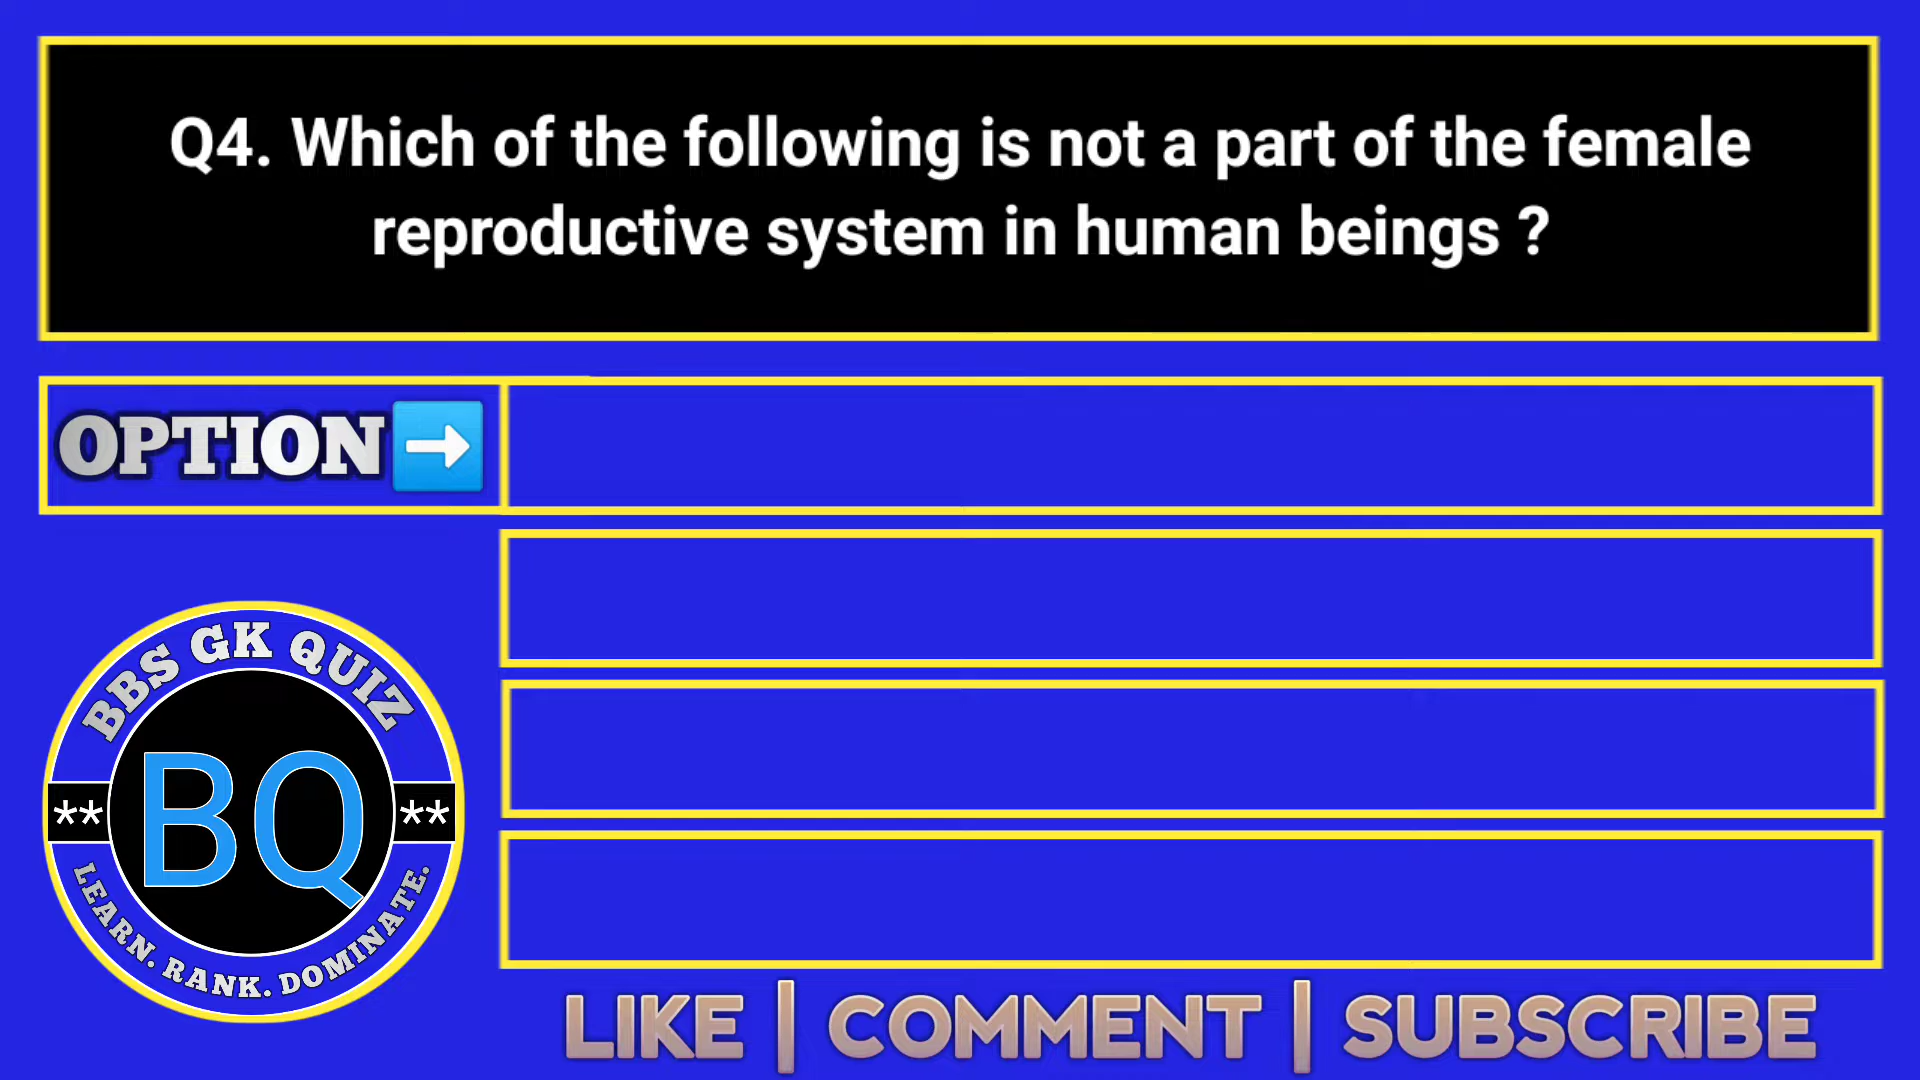 Q4. Which of the following is not a part of the female
reproductive system in human beings ?
OPTION➡
BBS GK QUIZ
**
BQ
**
LEARN. RANK. DOMINATE.
LIKE | COMMENT | SUBSCRIBE